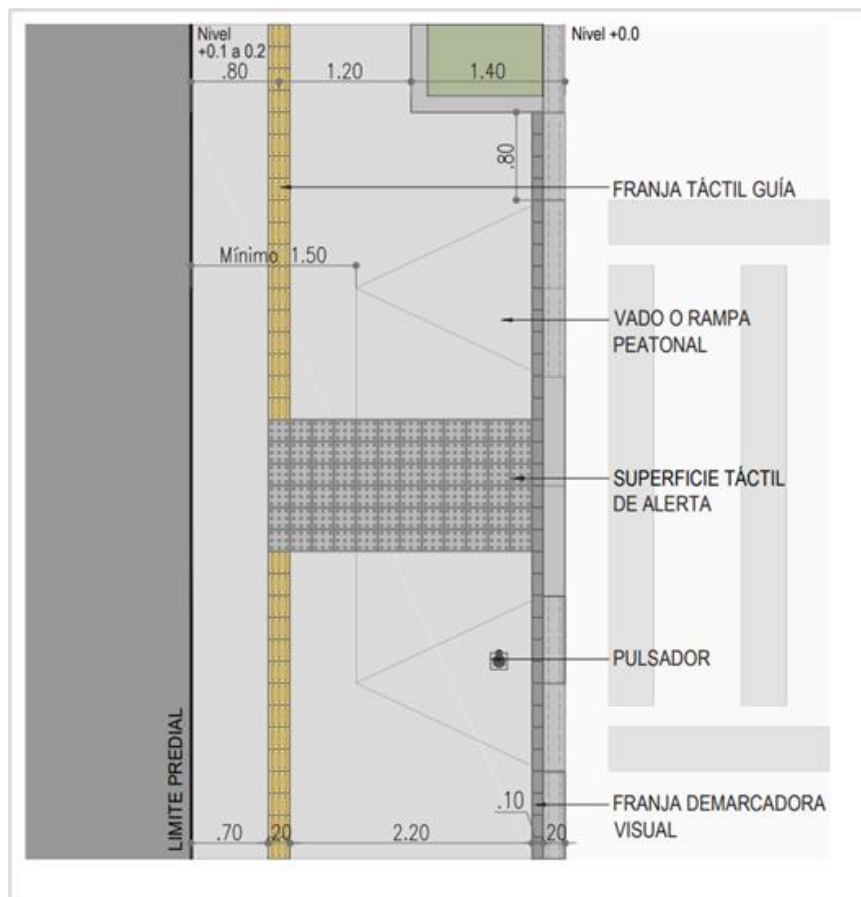 Nivel
+0.1 a 0.2
Nivel +0.0
.80
1.20
1.40
.80
FRANJA TÁCTIL GUÍA
Mínimo 1.50
VADO O RAMPA
PEATONAL
SUPERFICIE TÁCTIL
DE ALERTA
PULSADOR
LIMITE PREDIAL
.10
FRANJA DEMARCADORA
VISUAL
.70
.20
2.20
.20